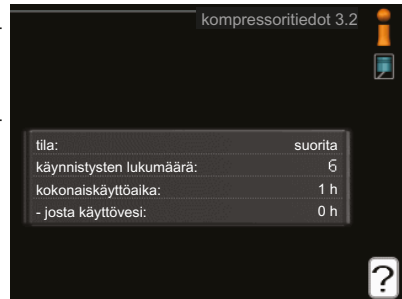 kompressoritiedot 3.2
tila: suorita
käynnistysten lukumäärä: 6
kokonaiskäyttöaika: 1 h
- josta käyttövesi: 0 h
?